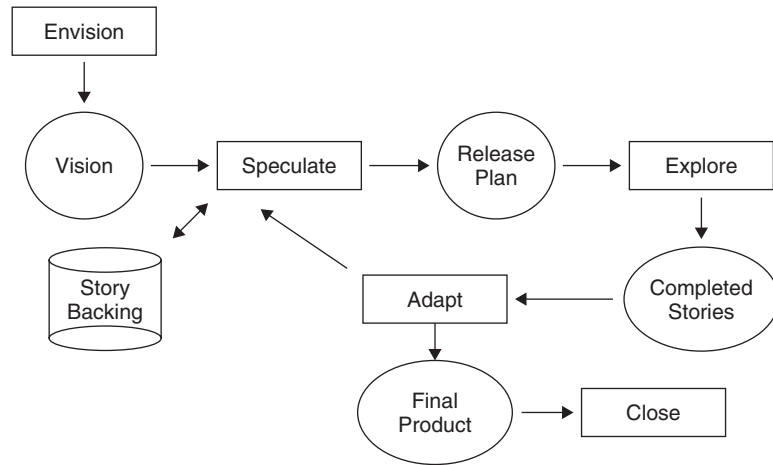 Envision
Vision
Speculate
Release
Plan
Explore
Story
Backing
Adapt
Completed
Stories
Final
Product
Close